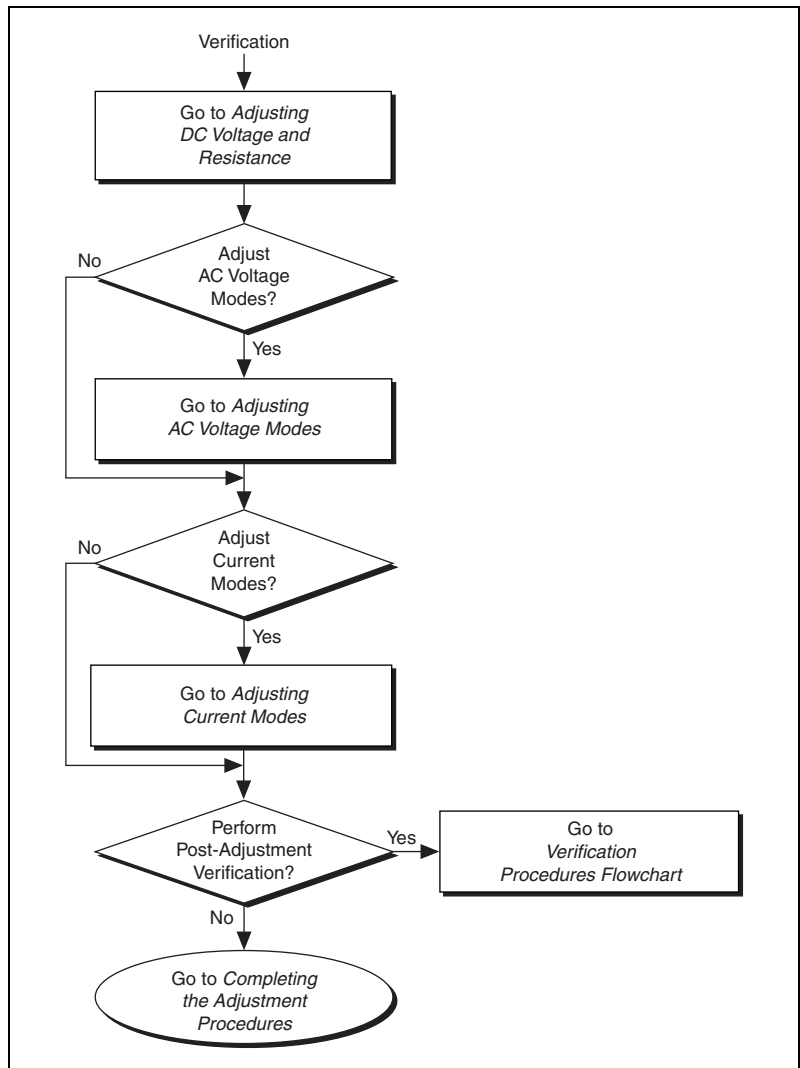 Verification
Go to Adjusting
DC Voltage and
Resistance
Adjust
AC Voltage
Modes?
No
Yes
Go to Adjusting
AC Voltage Modes
Adjust
Current
Modes?
No
Yes
Go to Adjusting
Current Modes
Perform
Post-Adjustment
Verification?
Yes
Go to
Verification
Procedures Flowchart
No
Go to Completing
the Adjustment
Procedures